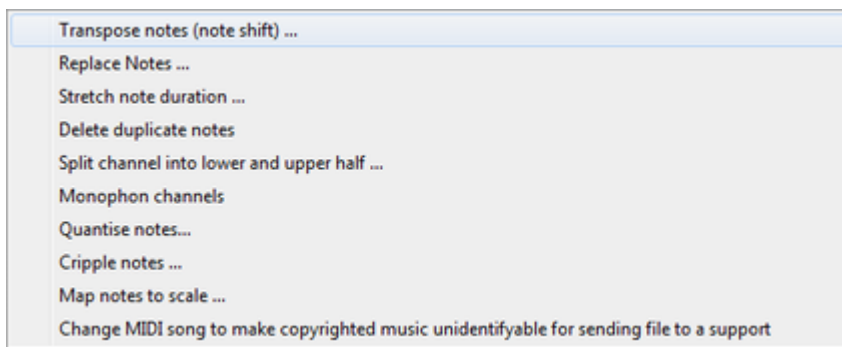 Transpose notes (note shift) ...
Replace Notes ...
Stretch note duration ...
Delete duplicate notes
Split channel into lower and upper half ...
Monophon channels
Quantise notes...
Cripple notes ...
Map notes to scale ...
Change MIDI song to make copyrighted music unidentifyable for sending file to a support